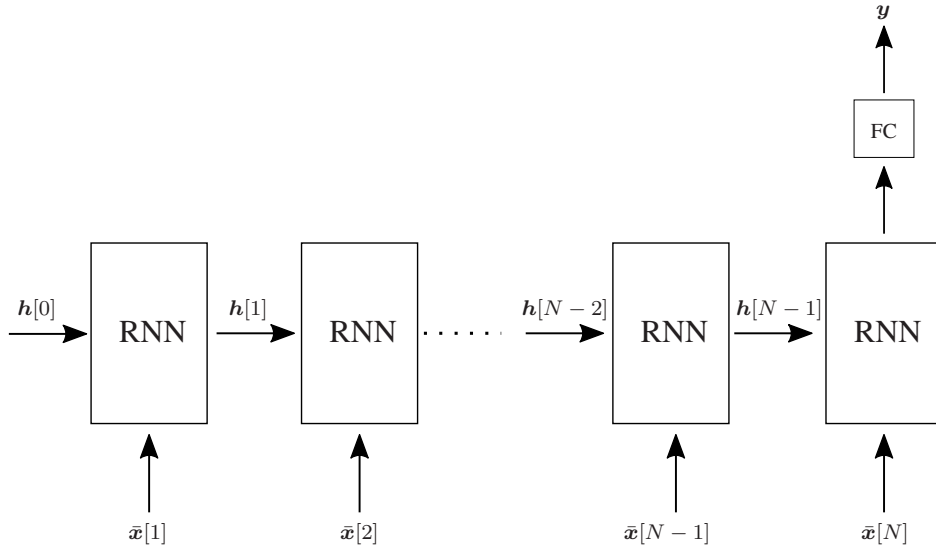 y
FC
h[0]
h[1]
h[N − 2]
h[N − 1]
RNN
RNN
RNN
RNN
x̄[1]
x̄[2]
x̄[N − 1]
x̄[N]